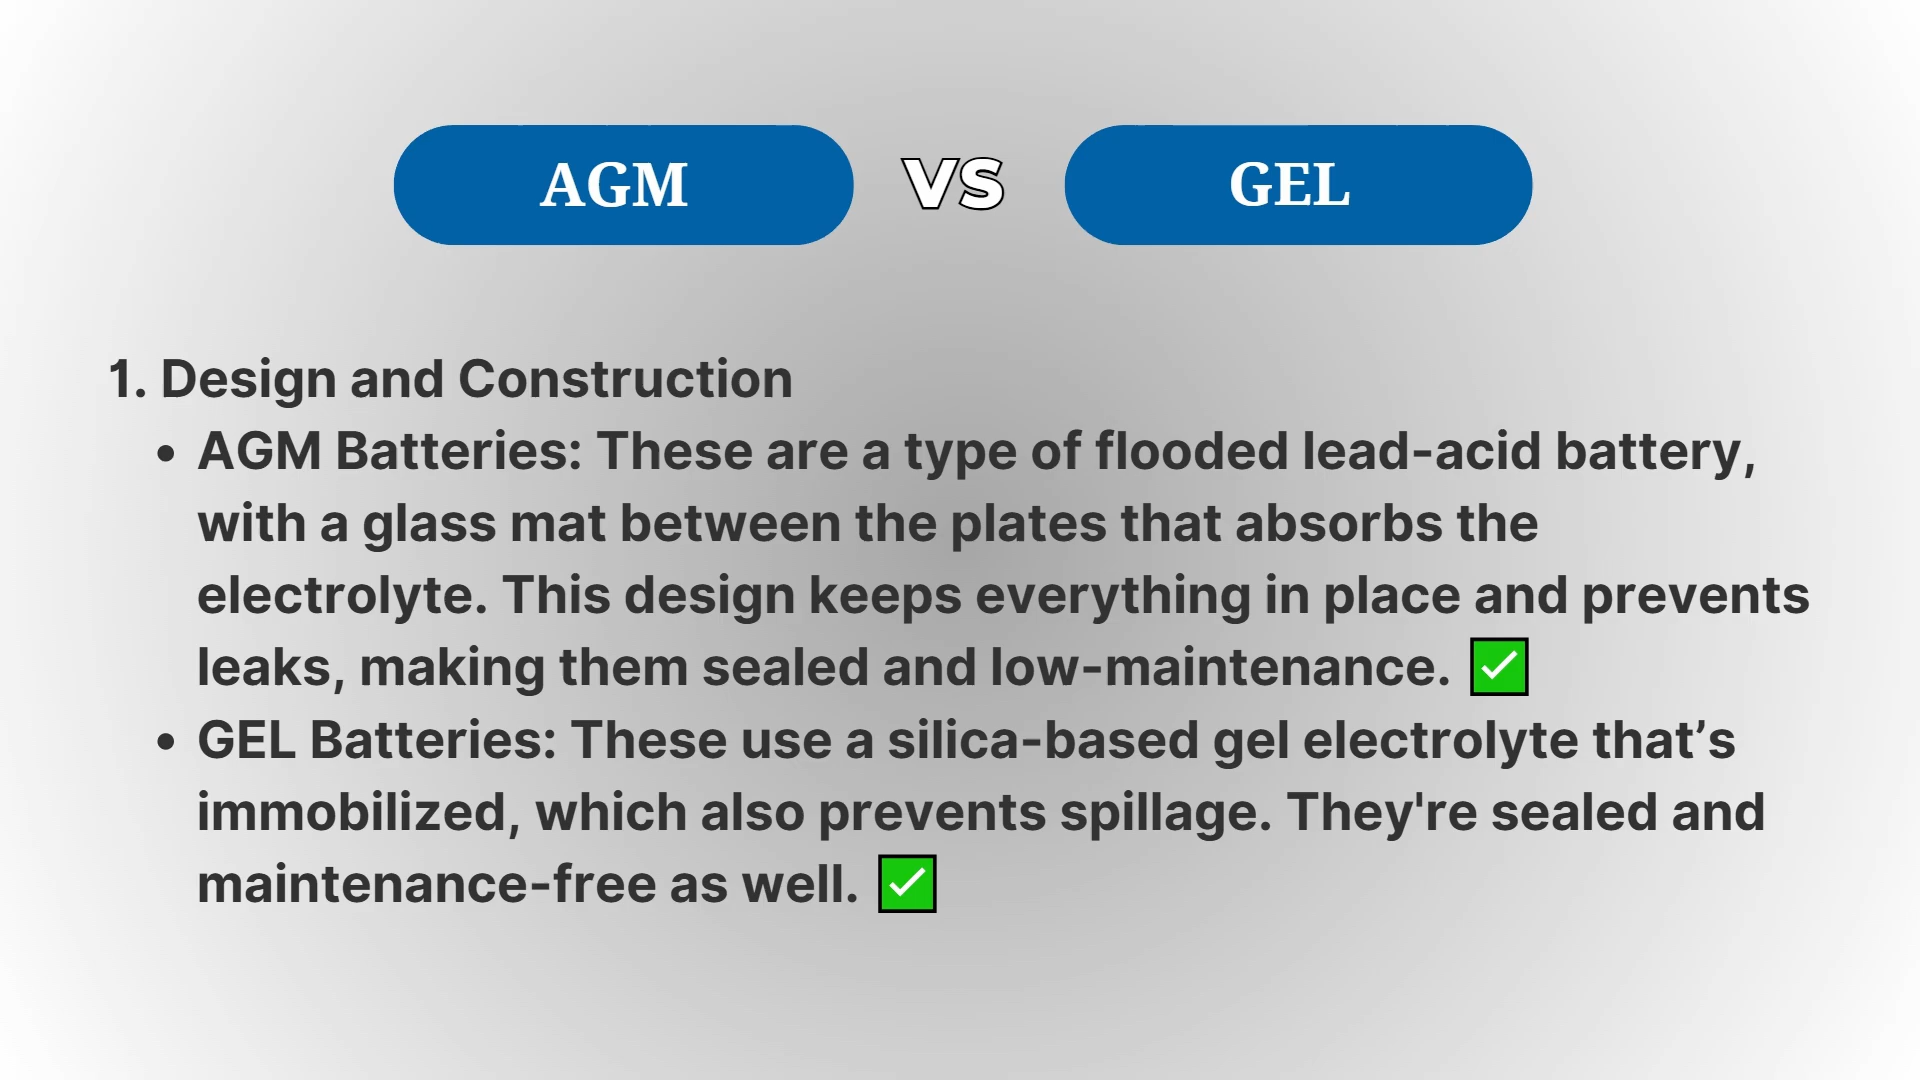 AGM VS GEL
1. Design and Construction
• AGM Batteries: These are a type of flooded lead-acid battery,
with a glass mat between the plates that absorbs the
electrolyte. This design keeps everything in place and prevents
leaks, making them sealed and low-maintenance. ✅
• GEL Batteries: These use a silica-based gel electrolyte that’s
immobilized, which also prevents spillage. They're sealed and
maintenance-free as well. ✅